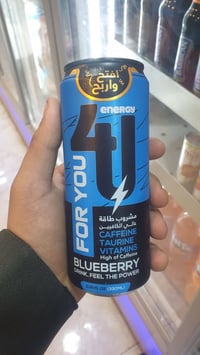 افتح
واربح
energy
4U
FOR YOU
مشروب طاقة
عالي الكافيين
CAFFEINE
TAURINE
VITAMINS
High of Caffeine
BLUEBERRY
DRINK, FEEL THE POWER